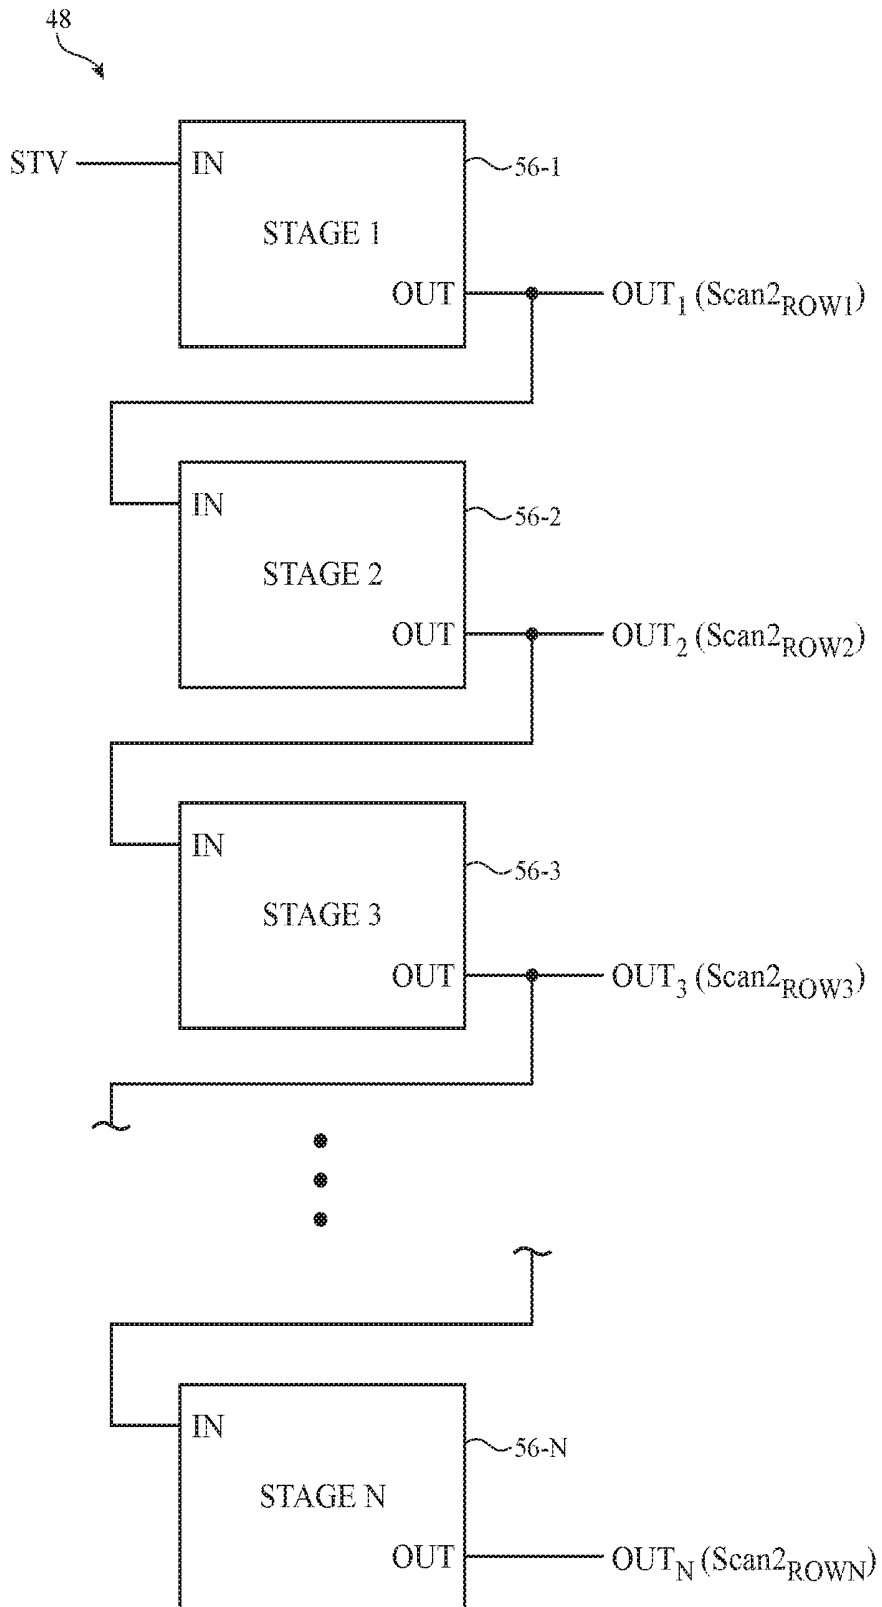 48
STV
IN
56-1
STAGE 1
OUT
OUT₁ (Scan2ROW1)
IN
56-2
STAGE 2
OUT
OUT₂ (Scan2ROW2)
IN
56-3
STAGE 3
OUT
OUT₃ (Scan2ROW3)
IN
56-N
STAGE N
OUT
OUTN (Scan2ROWN)